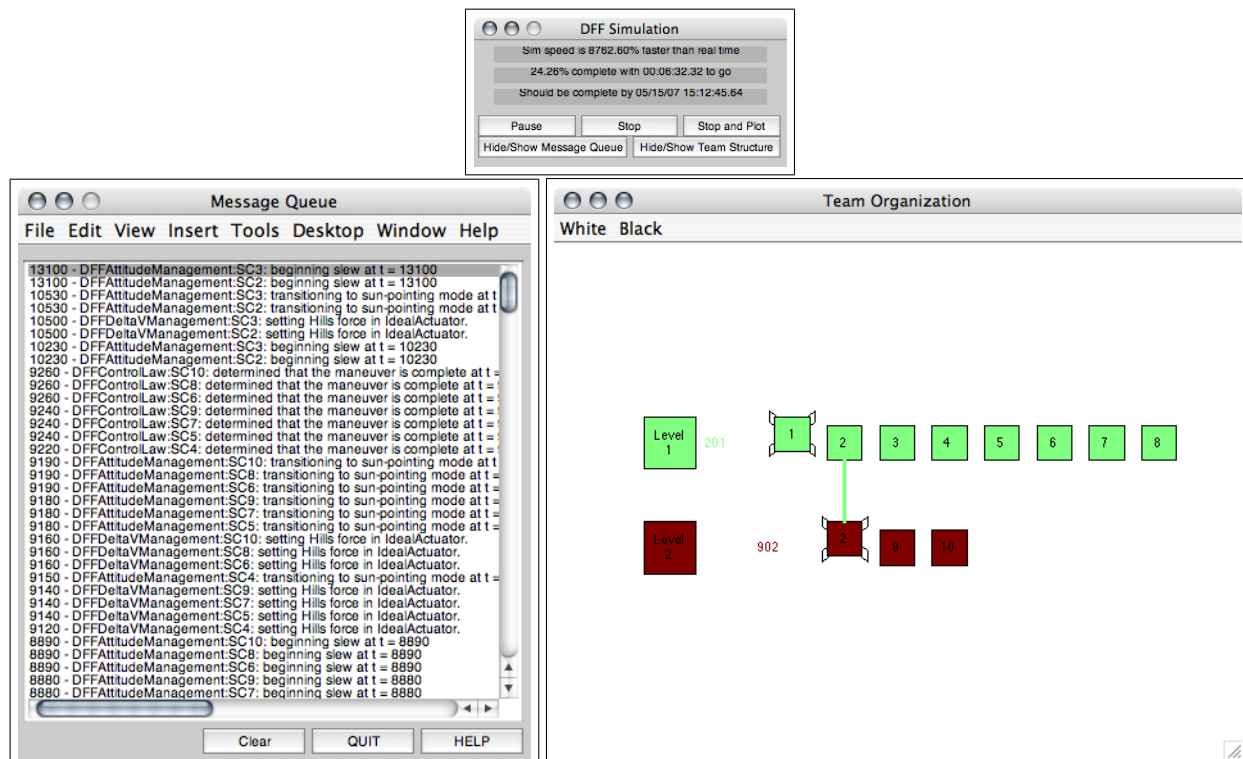 DFF Simulation
Sim speed is 8762.60% faster than real time
24.26% complete with 00:06:32.32 to go
Should be complete by 05/15/07 15:12:45.64
Pause Stop Stop and Plot
Hide/Show Message Queue Hide/Show Team Structure
Message Queue
File Edit View Insert Tools Desktop Window Help
13100 - DFFAttitudeManagement:SC3: beginning slew at t = 13100
13100 - DFFAttitudeManagement:SC2: beginning slew at t = 13100
10530 - DFFAttitudeManagement:SC3: transitioning to sun-pointing mode at t
10530 - DFFAttitudeManagement:SC2: transitioning to sun-pointing mode at t
10500 - DFFDeltaVManagement:SC3: setting Hills force in IdealActuator.
10500 - DFFDeltaVManagement:SC2: setting Hills force in IdealActuator.
10230 - DFFAttitudeManagement:SC3: beginning slew at t = 10230
10230 - DFFAttitudeManagement:SC2: beginning slew at t = 10230
9260 - DFFControlLaw:SC10: determined that the maneuver is complete at t =
9260 - DFFControlLaw:SC8: determined that the maneuver is complete at t =
9260 - DFFControlLaw:SC6: determined that the maneuver is complete at t =
9240 - DFFControlLaw:SC9: determined that the maneuver is complete at t =
9240 - DFFControlLaw:SC7: determined that the maneuver is complete at t =
9240 - DFFControlLaw:SC5: determined that the maneuver is complete at t =
9220 - DFFControlLaw:SC4: determined that the maneuver is complete at t =
9190 - DFFAttitudeManagement:SC10: transitioning to sun-pointing mode at t
9190 - DFFAttitudeManagement:SC8: transitioning to sun-pointing mode at t =
9190 - DFFAttitudeManagement:SC6: transitioning to sun-pointing mode at t =
9180 - DFFAttitudeManagement:SC9: transitioning to sun-pointing mode at t =
9180 - DFFAttitudeManagement:SC7: transitioning to sun-pointing mode at t =
9180 - DFFAttitudeManagement:SC5: transitioning to sun-pointing mode at t =
9160 - DFFDeltaVManagement:SC10: setting Hills force in IdealActuator.
9160 - DFFDeltaVManagement:SC8: setting Hills force in IdealActuator.
9160 - DFFDeltaVManagement:SC6: setting Hills force in IdealActuator.
9150 - DFFAttitudeManagement:SC4: transitioning to sun-pointing mode at t =
9140 - DFFDeltaVManagement:SC9: setting Hills force in IdealActuator.
9140 - DFFDeltaVManagement:SC7: setting Hills force in IdealActuator.
9140 - DFFDeltaVManagement:SC5: setting Hills force in IdealActuator.
9120 - DFFDeltaVManagement:SC4: setting Hills force in IdealActuator.
8890 - DFFAttitudeManagement:SC10: beginning slew at t = 8890
8890 - DFFAttitudeManagement:SC8: beginning slew at t = 8890
8890 - DFFAttitudeManagement:SC6: beginning slew at t = 8890
8880 - DFFAttitudeManagement:SC9: beginning slew at t = 8880
8880 - DFFAttitudeManagement:SC7: beginning slew at t = 8880
Clear QUIT HELP
Team Organization
White Black
Level
1
201
1 2 3 4 5 6 7 8
Level
2
902
2 9 10